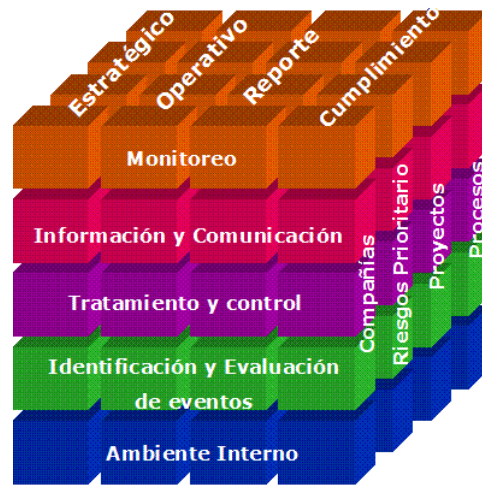 Estratégico
Operativo
Reporte
Cumplimiento
Monitoreo
Información y Comunicación
Tratamiento y control
Identificación y Evaluación
de eventos
Ambiente Interno
Compañías
Riesgos Prioritario
Proyectos
Procesos.